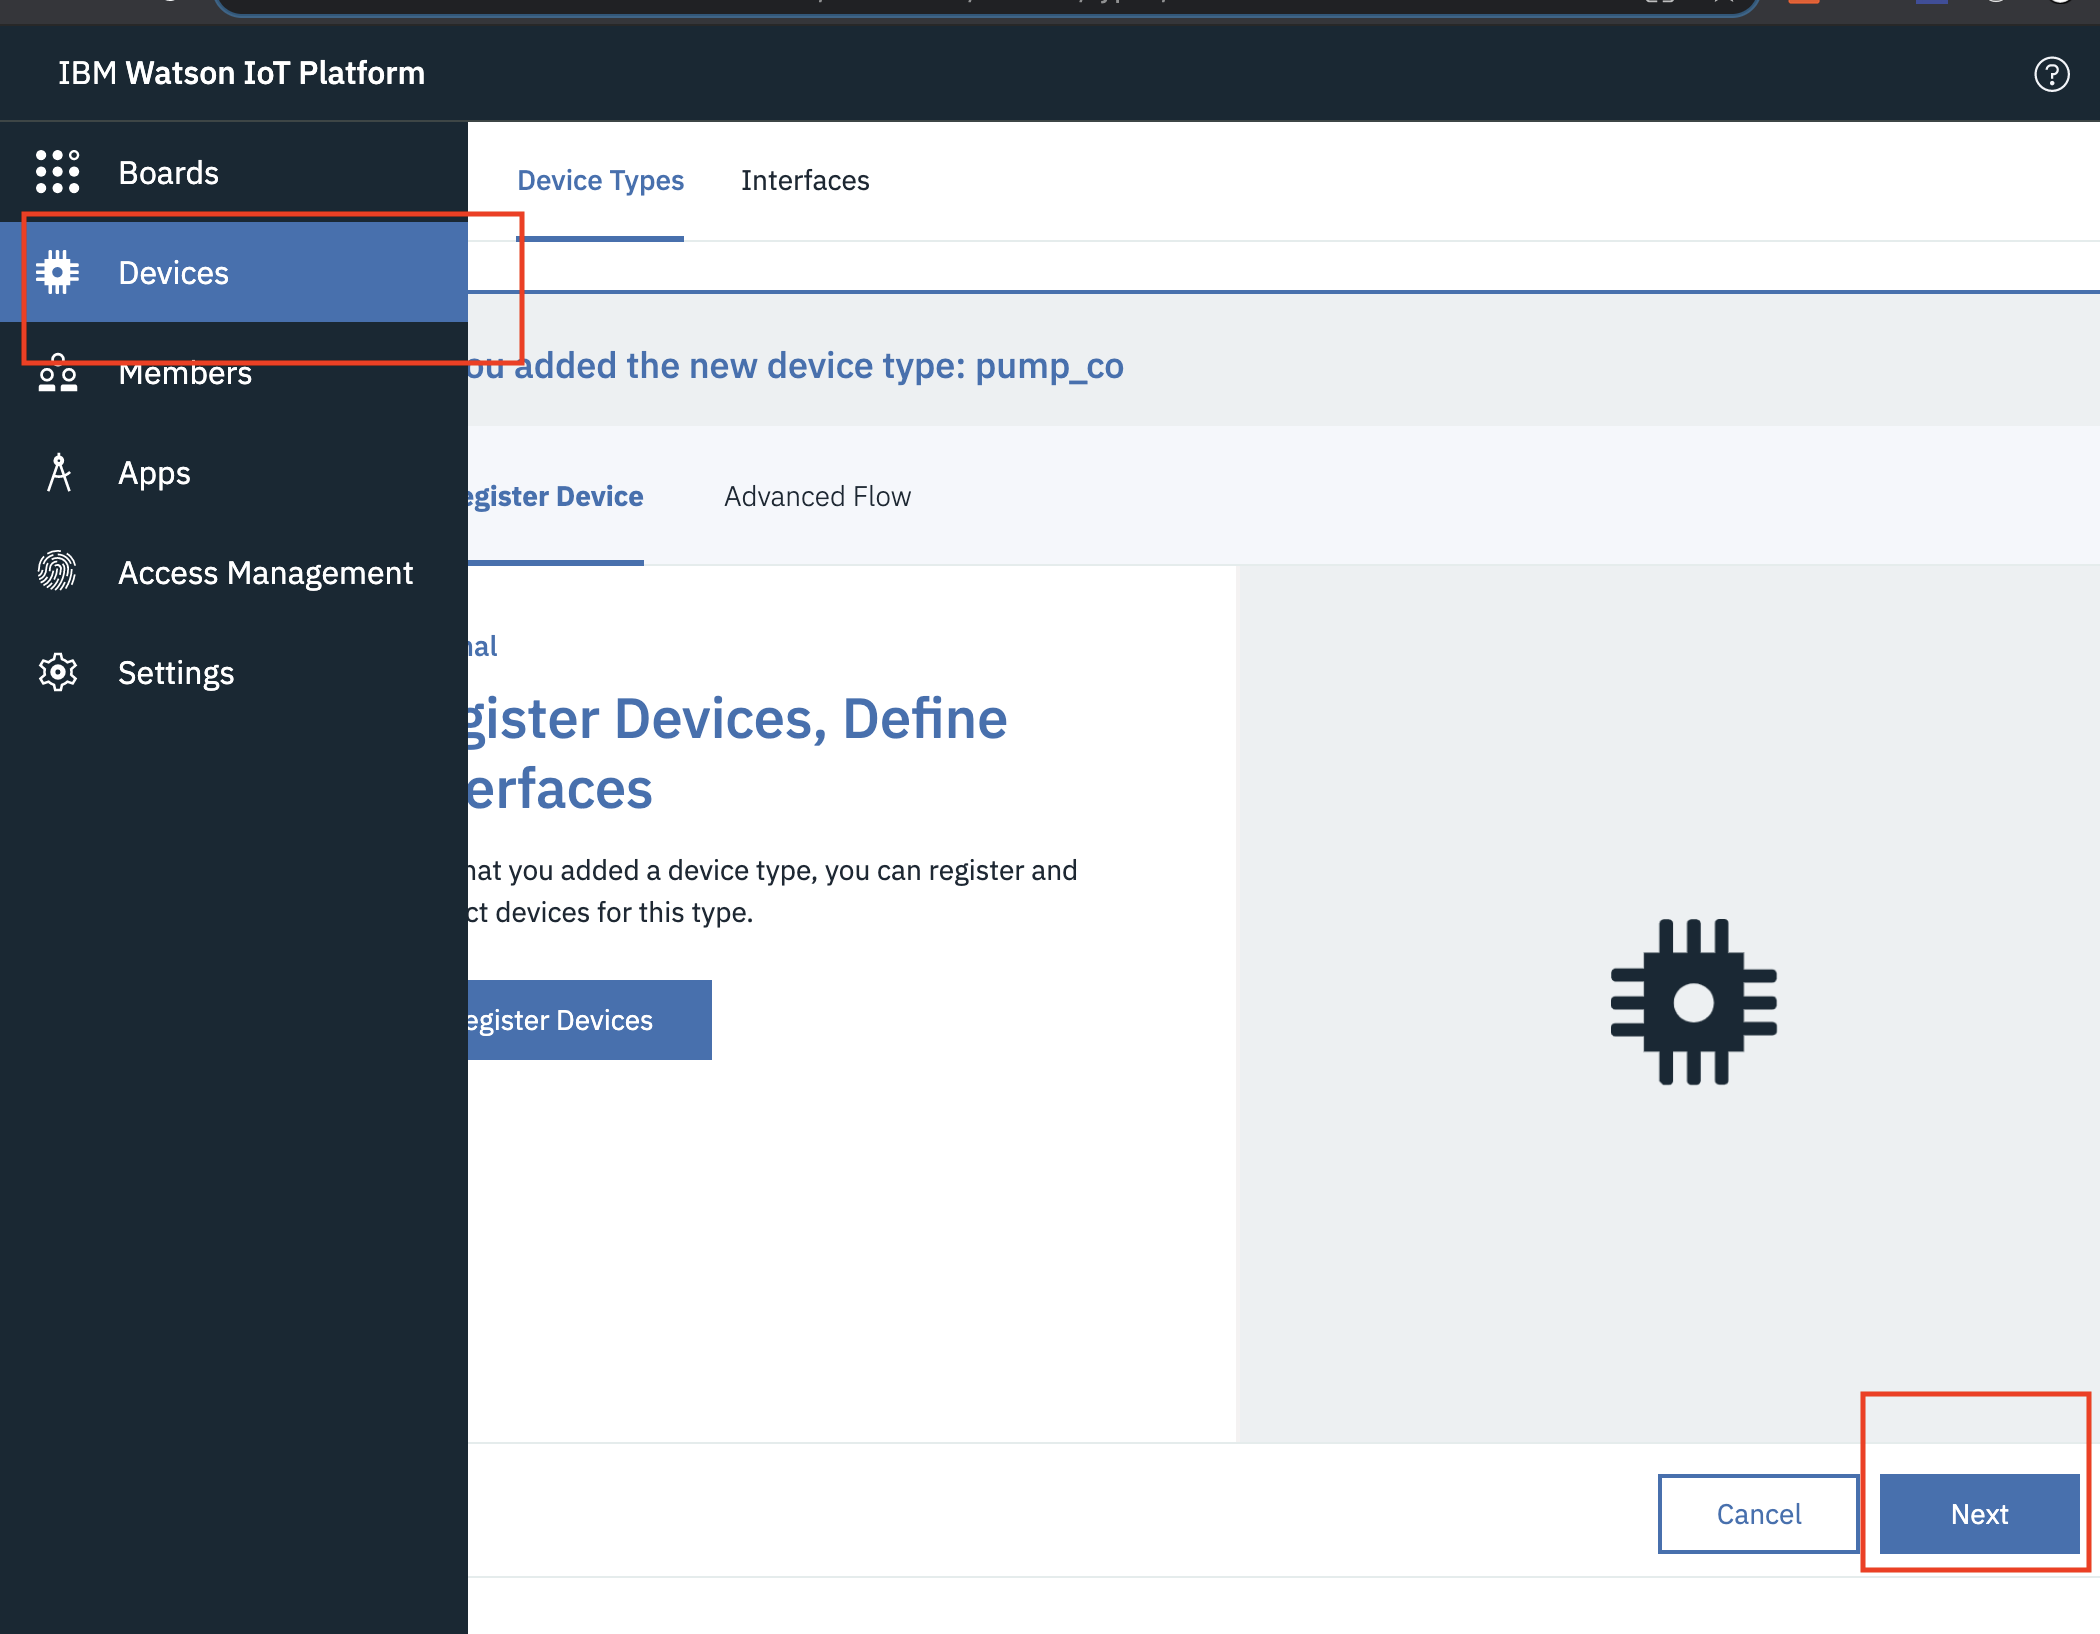 IBM Watson IoT Platform
?
Boards
Devices
Members
Apps
Access Management
Settings
Device Types
Interfaces
ou added the new device type: pump_co
egister Device
Advanced Flow
nal
gister Devices, Define
erfaces
hat you added a device type, you can register and
ct devices for this type.
egister Devices
Cancel
Next